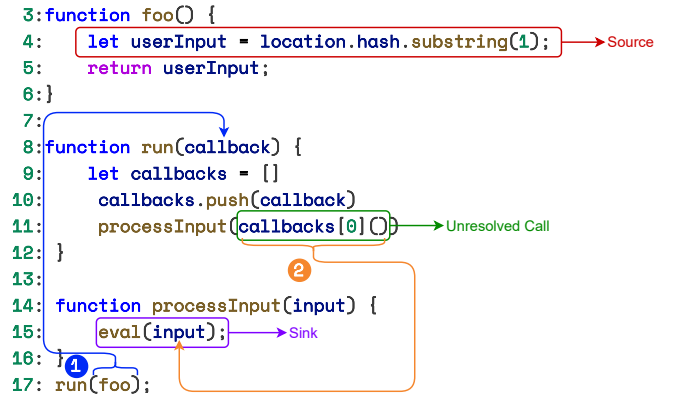 3:function foo() {
4: let userInput = location.hash.substring(1); Source
5: return userInput;
6:}
7:
8:function run(callback) {
9: let callbacks = []
10: callbacks.push(callback)
11: processInput(callbacks[0]()) Unresolved Call
12: }
2
13:
14: function processInput(input) {
15: eval(input); Sink
16: }
1
17: run(foo);